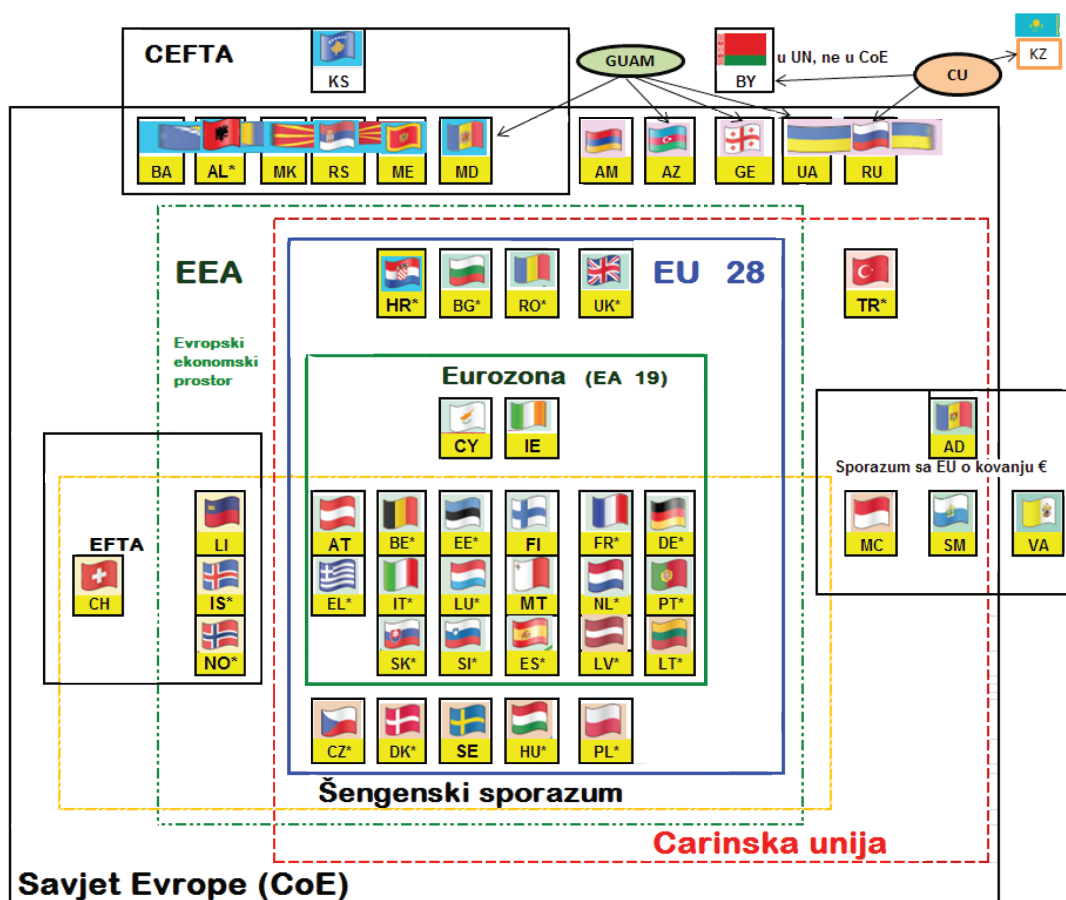 CEFTA
KS
GUAM
BY
u UN, ne u CoE
CU
KZ
BA
AL*
MK
RS
ME
MD
AM
AZ
GE
UA
RU
EEA
Evropski
ekonomski
prostor
EU 28
HR*
BG*
RO*
UK*
TR*
Eurozona (EA 19)
CY
IE
AD
Sporazum sa EU o kovanju €
MC
SM
VA
EFTA
CH
LI
IS*
NO*
AT
BE*
EE*
FI
FR*
DE*
EL*
IT*
LU*
MT
NL*
PT*
SK*
SI*
ES*
LV*
LT*
CZ*
DK*
SE
HU*
PL*
Šengenski sporazum
Carinska unija
Savjet Evrope (CoE)